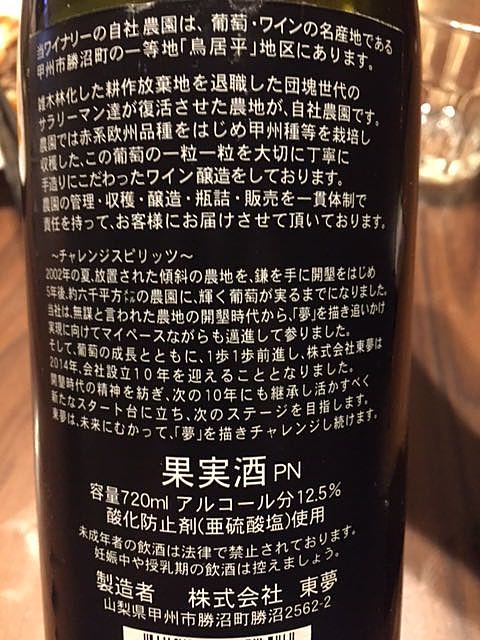 当ワイナリーの自社農園は、葡萄・ワインの名産地である
甲州市勝沼町の一等地「鳥居平」地区にあります。
雑木林化した耕作放棄地を退職した団塊世代の
サラリーマン達が復活させた農地が、自社農園です。
農園では赤系欧州品種をはじめ甲州種等を栽培し
収穫した、この葡萄の一粒一粒を大切に丁寧に
手造りにこだわったワイン醸造をしております。
農園の管理・収穫・醸造・瓶詰・販売を一貫体制で
責任を持って、お客様にお届けさせて頂いております。
～チャレンジスピリッツ～
2002年の夏、放置された傾斜の農地を、鎌を手に開墾をはじめ
5年後、約六千平方㍍の農園に、輝く葡萄が実るまでになりました。
当社は、無謀と言われた農地の開墾時代から、「夢」を描き追いかけ
実現に向けてマイペースながらも邁進して参りました。
そして、葡萄の成長とともに、1歩1歩前進し、株式会社東夢は
2014年、会社設立10年を迎えることとなりました。
開墾時代の精神を紡ぎ、次の10年にも継承し活かすべく
新たなスタート台に立ち、次のステージを目指します。
東夢は、未来にむかって、「夢」を描きチャレンジし続けます。
果実酒 PN
容量720ml アルコール分12.5%
酸化防止剤(亜硫酸塩)使用
未成年者の飲酒は法律で禁止されております。
妊娠中や授乳期の飲酒は控えましょう。
製造者 株式会社 東夢
山梨県甲州市勝沼町勝沼2562-2